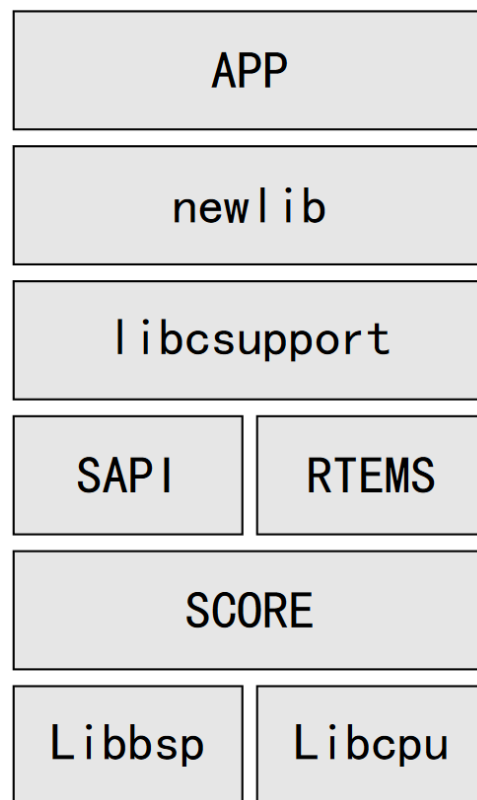 APP
newlib
libcsupport
SAPI RTEMS
SCORE
Libbsp Libcpu